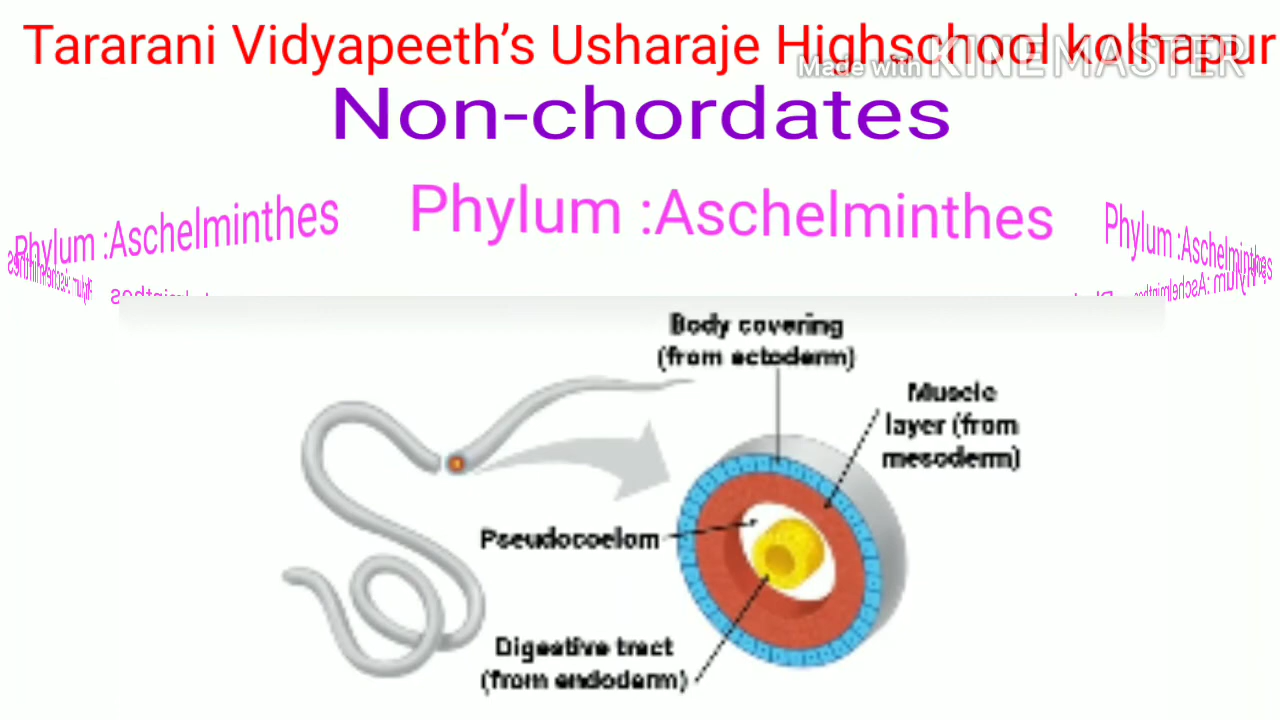 Tararani Vidyapeeth’s Usharaje Highschool kolhapur
Made with KINEMASTER
Non-chordates
Phylum :Aschelminthes
Phylum :Aschelminthes
Phylum :Aschelminthes
Body covering
(from ectoderm)
Muscle
layer (from
mesoderm)
Pseudocoelom
Digestive tract
(from endoderm)